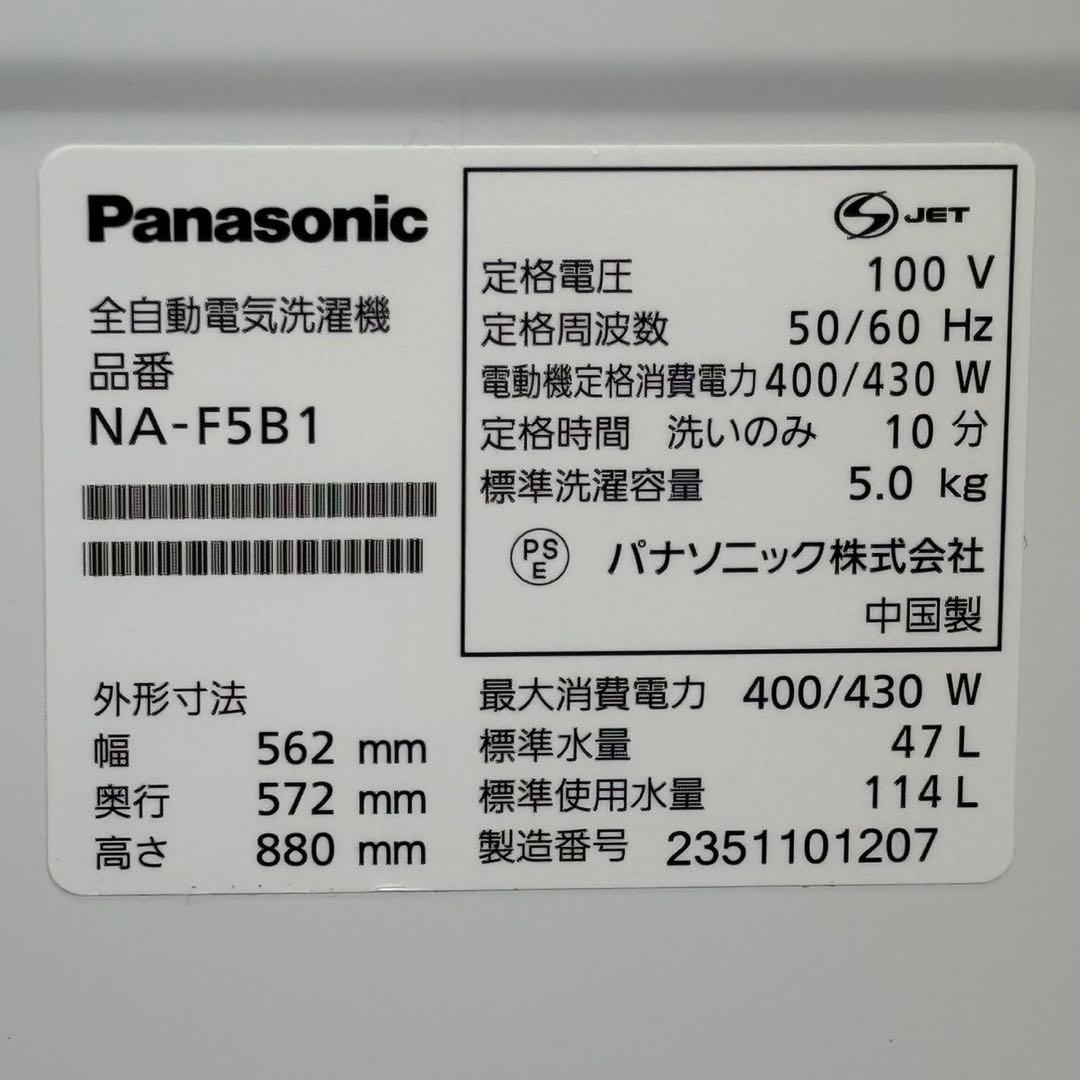 Panasonic
全自動電気洗濯機
品番
NA-F5B1
JET
定格電圧 100 V
定格周波数 50/60 Hz
電動機定格消費電力 400/430 W
定格時間 洗いのみ 10 分
標準洗濯容量 5.0 kg
PS
E
パナソニック株式会社
中国製
外形寸法
幅 562 mm
奥行 572 mm
高さ 880 mm
最大消費電力 400/430 W
標準水量 47 L
標準使用水量 114 L
製造番号 2351101207